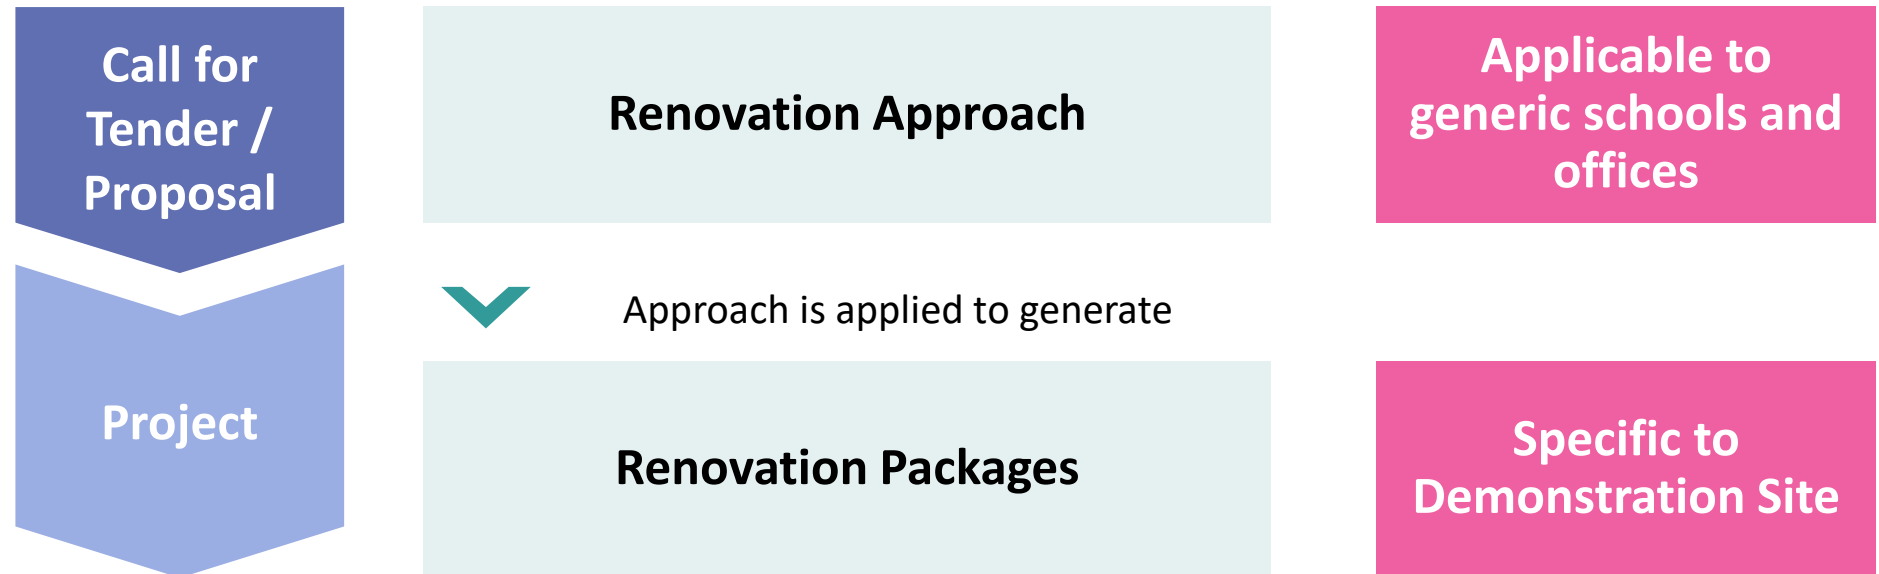 Call for
Tender /
Proposal
Renovation Approach
Applicable to
generic schools and
offices
Approach is applied to generate
Project
Renovation Packages
Specific to
Demonstration Site